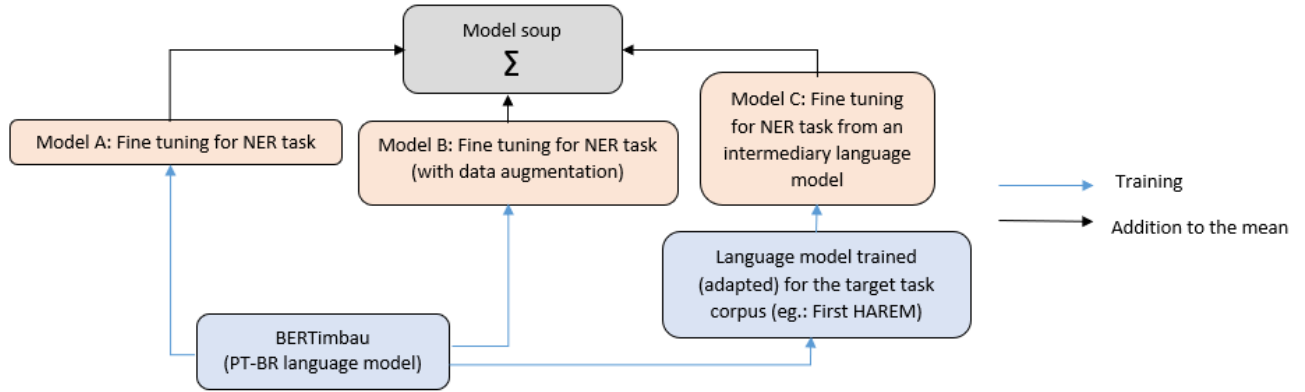 Model soup
Σ
Model A: Fine tuning for NER task
Model B: Fine tuning for NER task
(with data augmentation)
Model C: Fine tuning
for NER task from an
intermediary language
model
Training
Addition to the mean
Language model trained
(adapted) for the target task
corpus (eg.: First HAREM)
BERTimbau
(PT-BR language model)